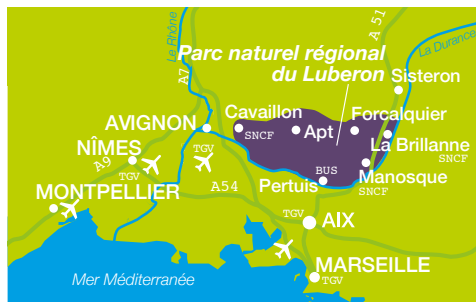 Le Rhône
A7
A 51
La Durance
Parc naturel régional
du Luberon
Sisteron
Cavaillon
SNCF
Apt
Forcalquier
AVIGNON
La Brillanne
SNCF
NÎMES
TGV
A9
TGV
Manosque
SNCF
BUS
Pertuis
A54
MONTPELLIER
TGV
AIX
MARSEILLE
TGV
Mer Méditerranée